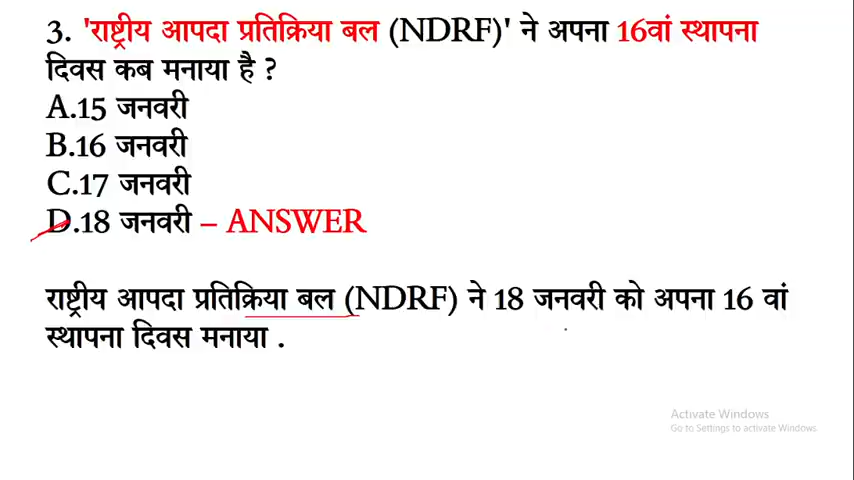 3. 'राष्ट्रीय आपदा प्रतिक्रिया बल (NDRF)' ने अपना 16वां स्थापना
दिवस कब मनाया है ?
A.15 जनवरी
B.16 जनवरी
C.17 जनवरी
D.18 जनवरी – ANSWER
राष्ट्रीय आपदा प्रतिक्रिया बल (NDRF) ने 18 जनवरी को अपना 16 वां
स्थापना दिवस मनाया .
Activate Windows
Go to Settings to activate Windows.